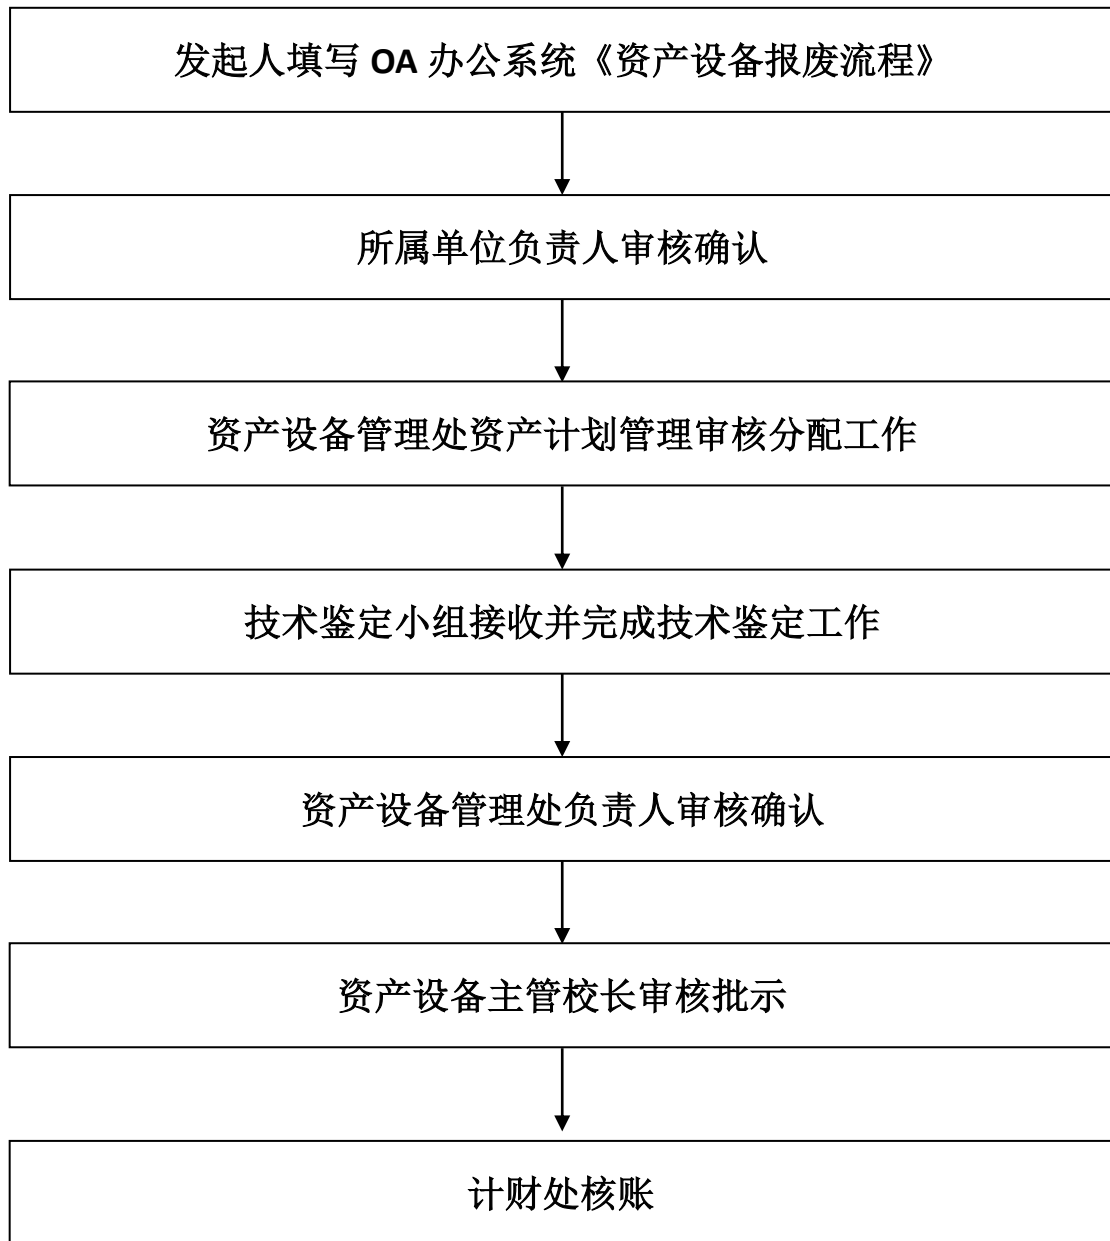 发起人填写 OA 办公系统《资产设备报废流程》
所属单位负责人审核确认
资产设备管理处资产计划管理审核分配工作
技术鉴定小组接收并完成技术鉴定工作
资产设备管理处负责人审核确认
资产设备主管校长审核批示
计财处核账